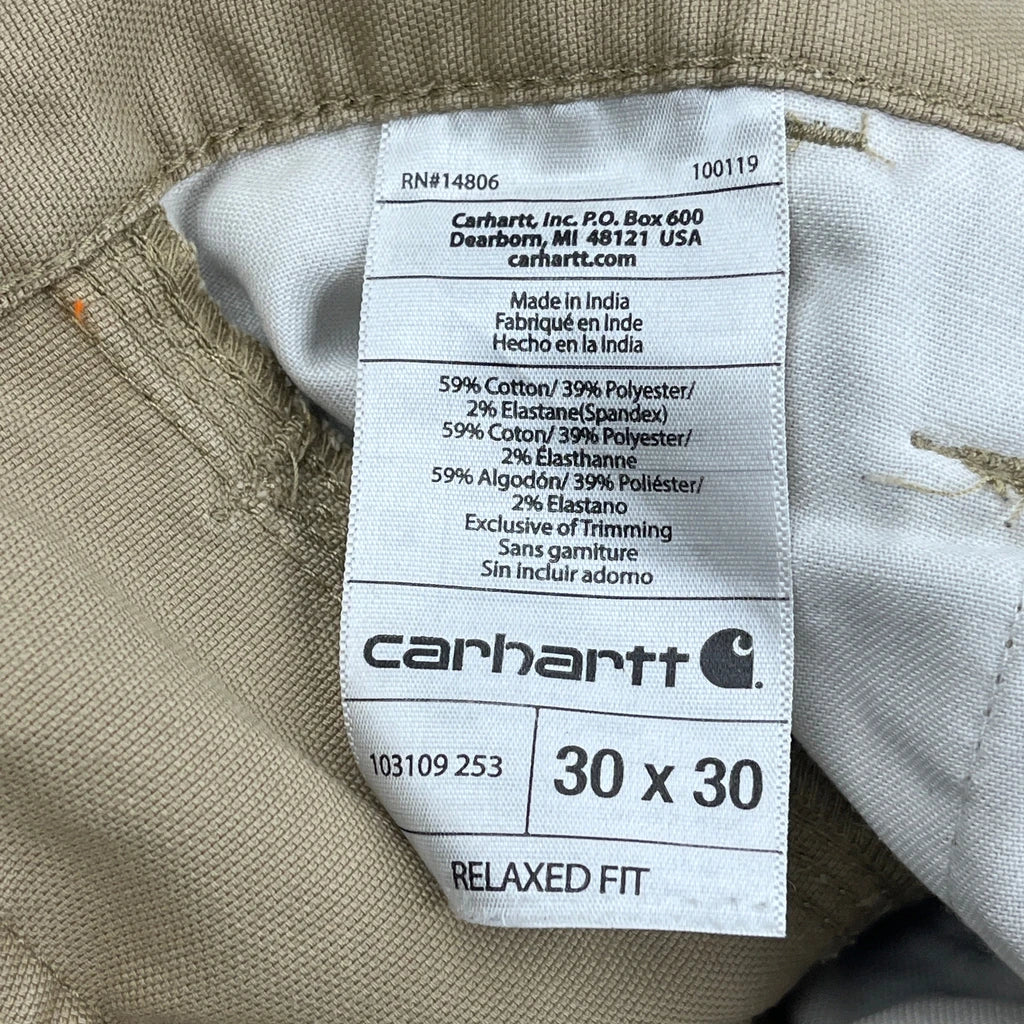 RN#14806 100119
Carhartt, Inc. P.O. Box 600
Dearborn, MI 48121 USA
carhartt.com
Made in India
Fabriqué en Inde
Hecho en la India
59% Cotton/ 39% Polyester/
2% Elastane(Spandex)
59% Coton/ 39% Polyester/
2% Élasthanne
59% Algodón/ 39% Poliéster/
2% Elastano
Exclusive of Trimming
Sans garniture
Sin incluir adorno
carhartt
103109 253 30 x 30
RELAXED FIT